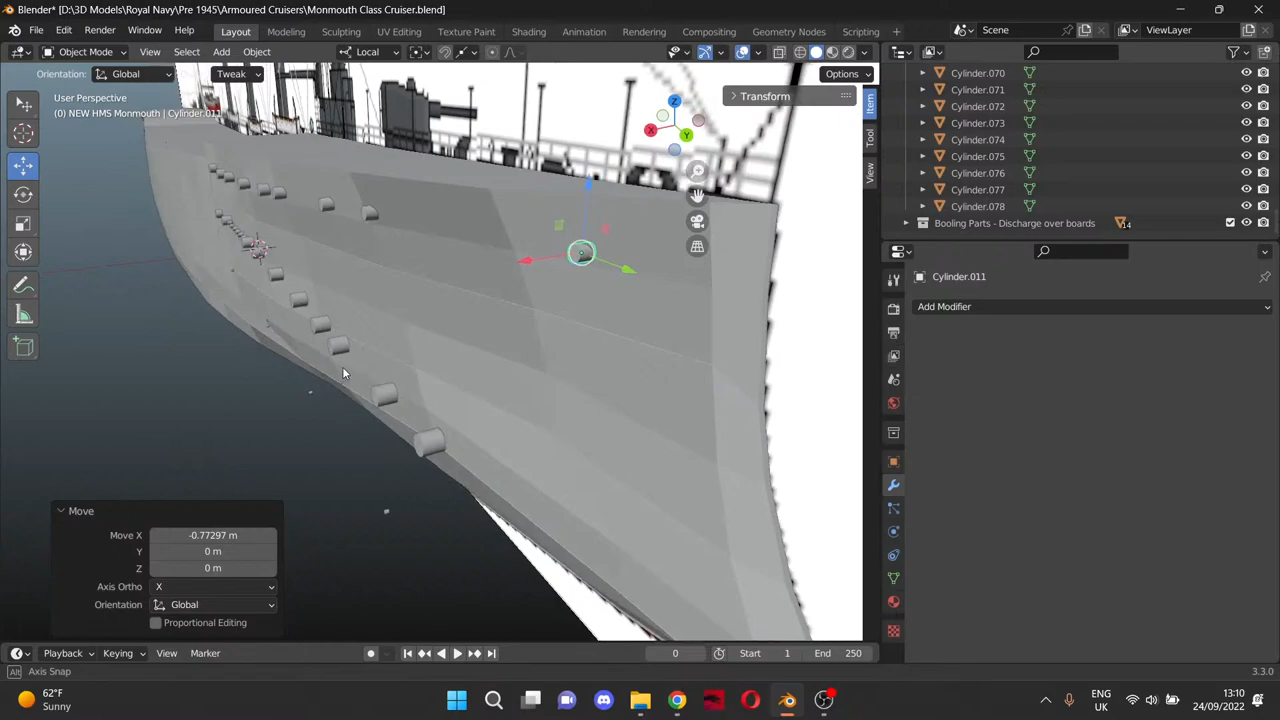 Blender* [D:\3D Models\Royal Navy\Pre 1945\Armoured Cruisers\Monmouth Class Cruiser.blend]
File Edit Render Window Help Layout Modeling Sculpting UV Editing Texture Paint Shading Animation Rendering Compositing Geometry Nodes Scripting + Scene ViewLayer
Object Mode View Select Add Object Local
Orientation: Global Tweak Options
User Perspective
(0) NEW HMS Monmouth | Cylinder.011
Transform
Item
Tool
View
X
Y
Z
Cylinder.070
Cylinder.071
Cylinder.072
Cylinder.073
Cylinder.074
Cylinder.075
Cylinder.076
Cylinder.077
Cylinder.078
Booling Parts - Discharge over boards 14
Cylinder.011
Add Modifier
Move
Move X -0.77297 m
Y 0 m
Z 0 m
Axis Ortho X
Orientation Global
Proportional Editing
Playback Keying View Marker 0 Start 1 End 250
Alt Axis Snap 3.3.0
62°F
Sunny
ENG
UK
13:10
24/09/2022